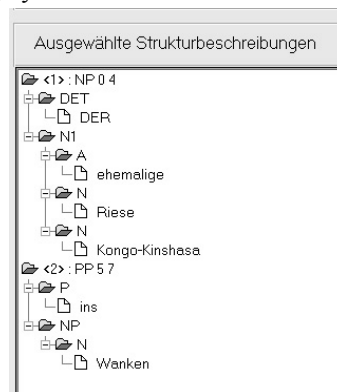 Ausgewählte Strukturbeschreibungen
<1> : NP 0 4
DET
DER
N1
A
ehemalige
N
Riese
N
Kongo-Kinshasa
<2> : PP 5 7
P
ins
NP
N
Wanken